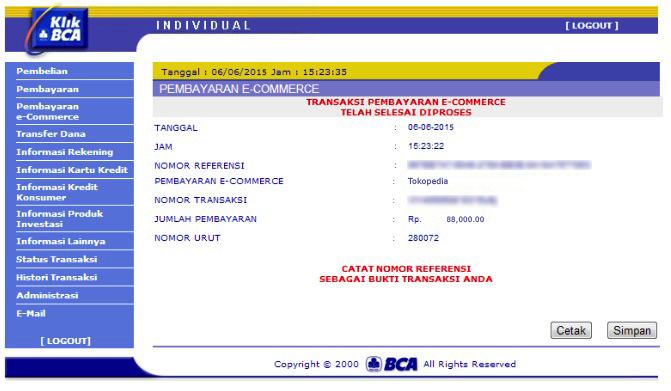 Klik
BCA
INDIVIDUAL
[ LOGOUT ]
Pembelian
Pembayaran
Pembayaran
e-Commerce
Transfer Dana
Informasi Rekening
Informasi Kartu Kredit
Informasi Kredit
Konsumer
Informasi Produk
Investasi
Informasi Lainnya
Status Transaksi
Histori Transaksi
Administrasi
E-Mail
[ LOGOUT]
Tanggal : 06/06/2015 Jam : 15:23:35
PEMBAYARAN E-COMMERCE
TRANSAKSI PEMBAYARAN E-COMMERCE
TELAH SELESAI DIPROSES
TANGGAL : 06-06-2015
JAM : 15:23:22
NOMOR REFERENSI :
PEMBAYARAN E-COMMERCE : Tokopedia
NOMOR TRANSAKSI :
JUMLAH PEMBAYARAN : Rp. 88,000.00
NOMOR URUT : 280072
CATAT NOMOR REFERENSI
SEBAGAI BUKTI TRANSAKSI ANDA
Cetak Simpan
Copyright © 2000 BCA All Rights Reserved